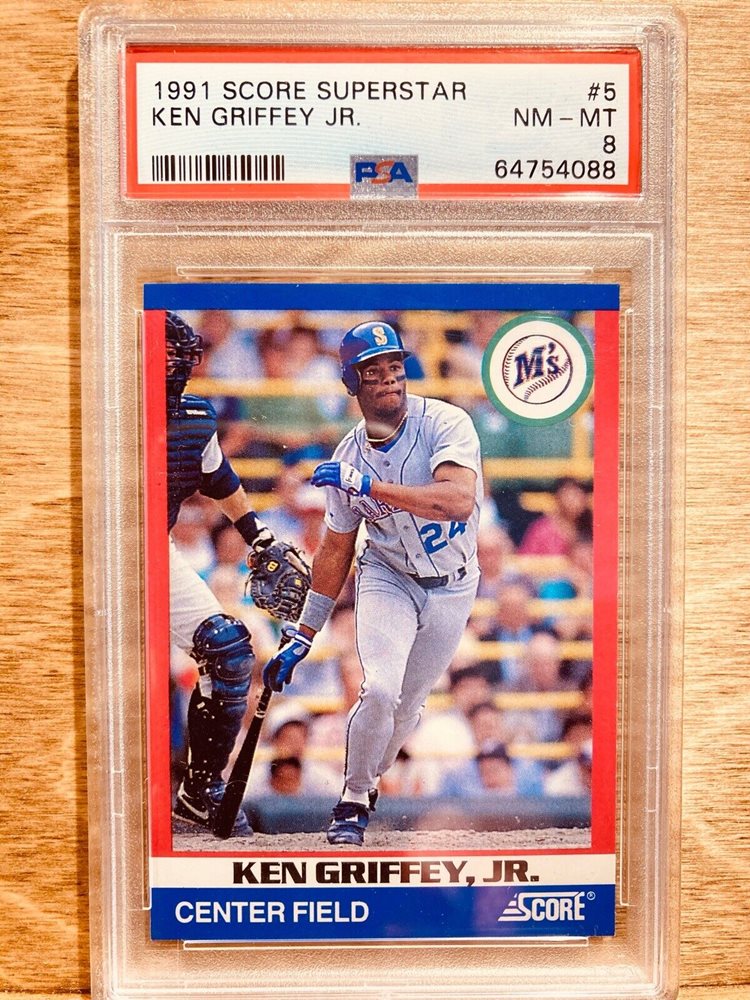 1991 SCORE SUPERSTAR #5
KEN GRIFFEY JR. NM - MT
8
PSA 64754088
S
M's
24
KEN GRIFFEY, JR.
CENTER FIELD SCORE®